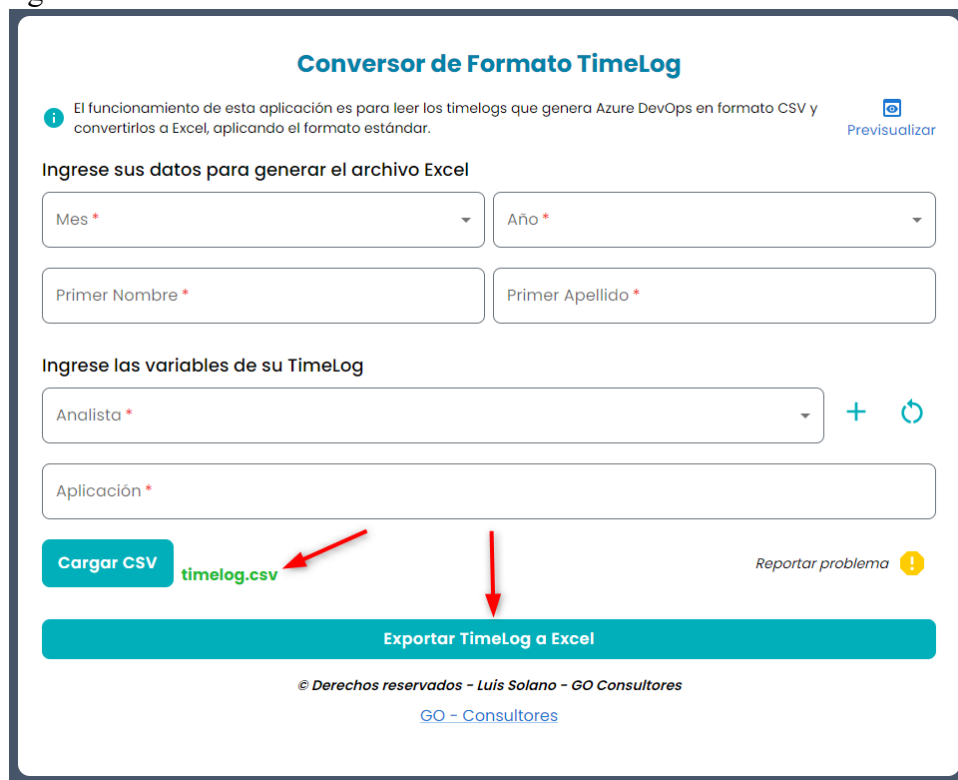 Conversor de Formato TimeLog
El funcionamiento de esta aplicación es para leer los timelogs que genera Azure DevOps en formato CSV y
convertirlos a Excel, aplicando el formato estándar.
Previsualizar
Ingrese sus datos para generar el archivo Excel
Mes *
Año *
Primer Nombre *
Primer Apellido *
Ingrese las variables de su TimeLog
Analista *
Aplicación *
Cargar CSV
timelog.csv
Reportar problema
Exportar TimeLog a Excel
© Derechos reservados - Luis Solano - GO Consultores
GO - Consultores